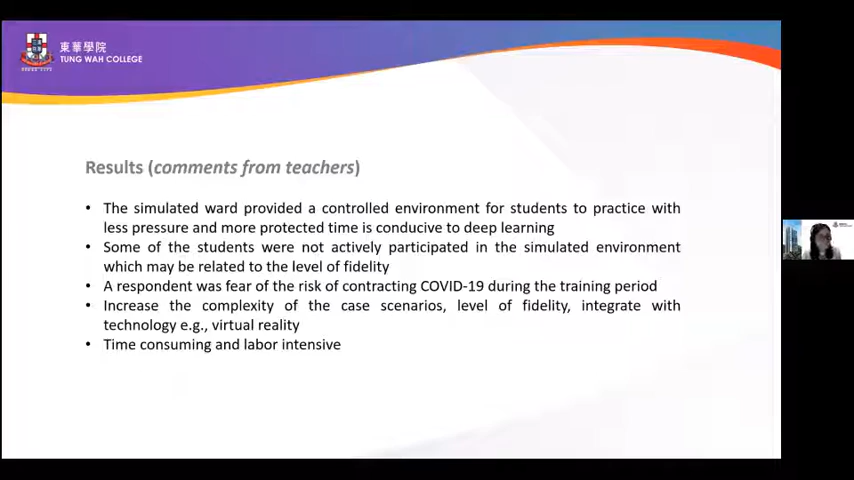 東華學院
TUNG WAH COLLEGE
Results (comments from teachers)
• The simulated ward provided a controlled environment for students to practice with
less pressure and more protected time is conducive to deep learning
• Some of the students were not actively participated in the simulated environment
which may be related to the level of fidelity
• A respondent was fear of the risk of contracting COVID-19 during the training period
• Increase the complexity of the case scenarios, level of fidelity, integrate with
technology e.g., virtual reality
• Time consuming and labor intensive